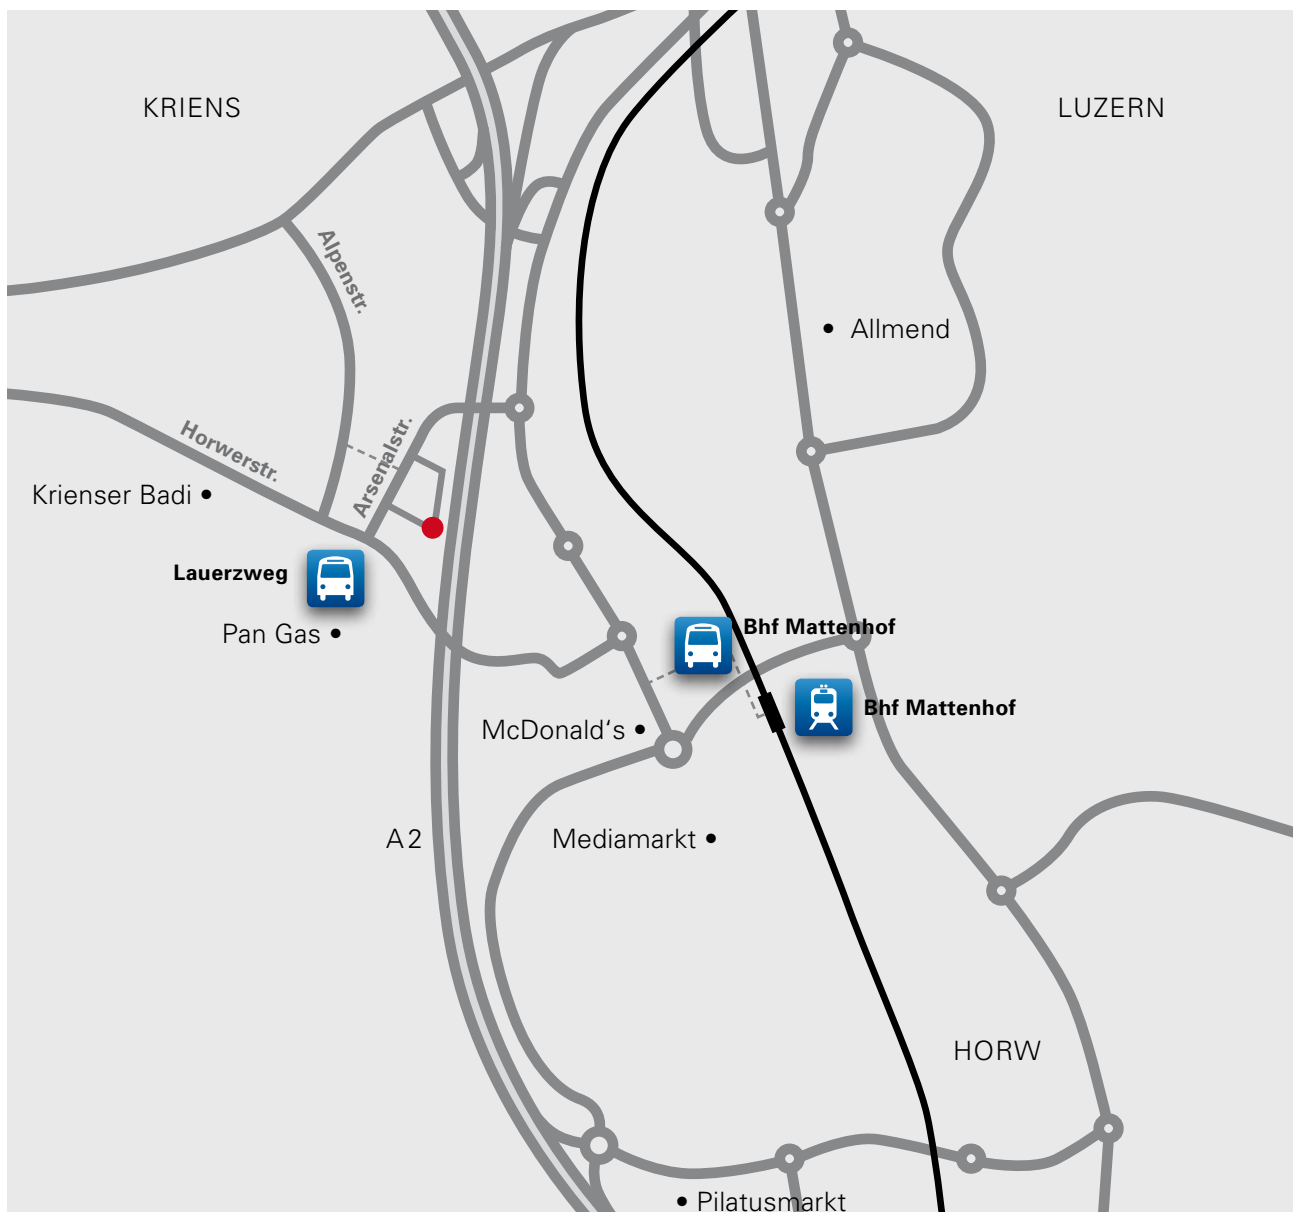 KRIENS
LUZERN
Alpenstr.
Allmend
Horwerstr.
Arsenalstr.
Krienser Badi
Lauerzweg
Pan Gas
Bhf Mattenhof
Bhf Mattenhof
McDonald‘s
A2
Mediamarkt
HORW
Pilatusmarkt